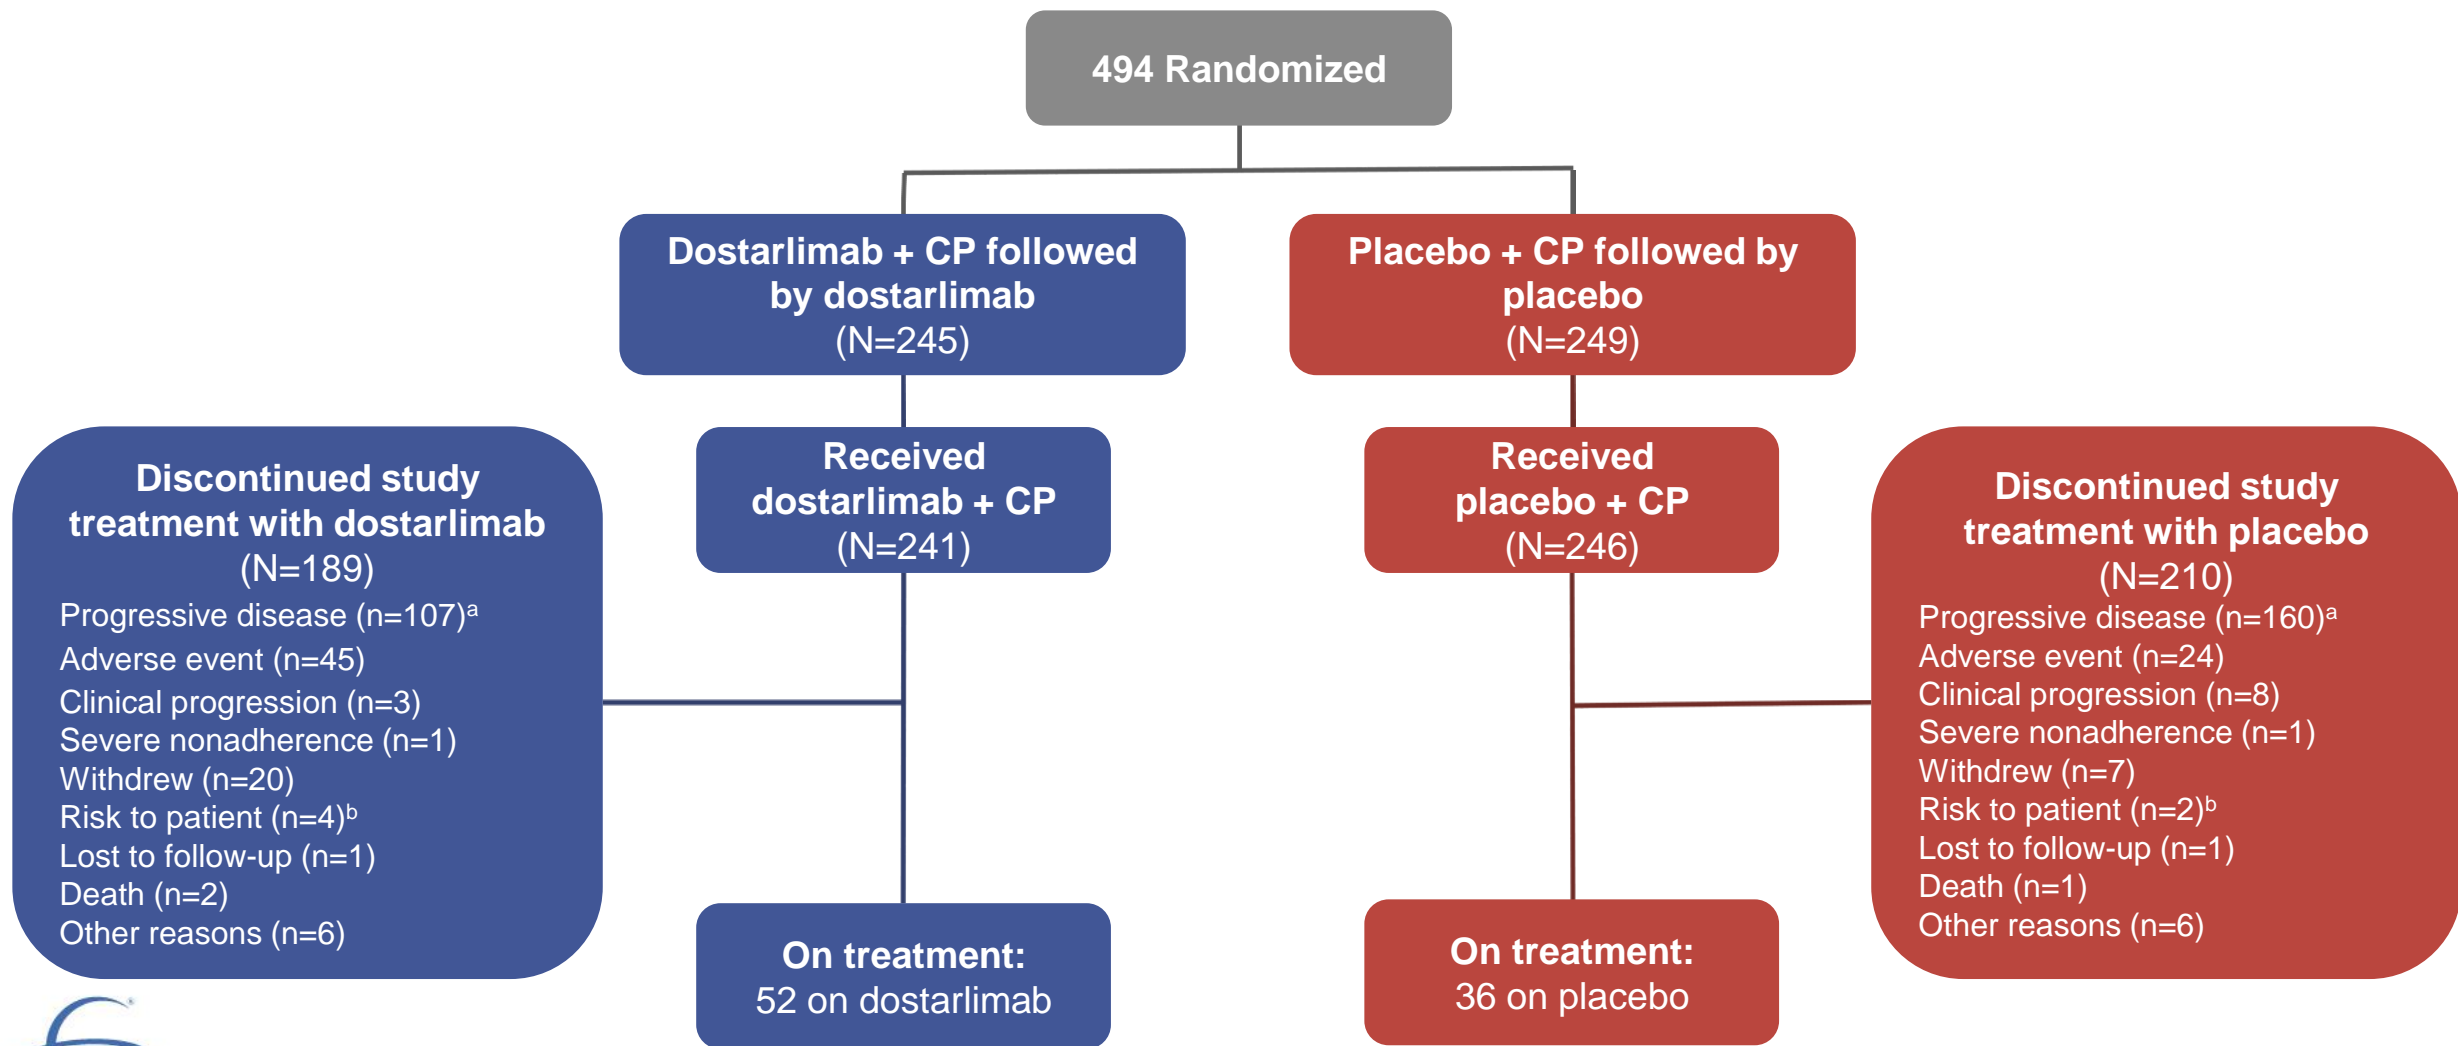 494 Randomized
Dostarlimab + CP followed
by dostarlimab
(N=245)
Placebo + CP followed by
placebo
(N=249)
Received
dostarlimab + CP
(N=241)
Received
placebo + CP
(N=246)
Discontinued study
treatment with dostarlimab
(N=189)
Progressive disease (n=107)ᵃ
Adverse event (n=45)
Clinical progression (n=3)
Severe nonadherence (n=1)
Withdrew (n=20)
Risk to patient (n=4)ᵇ
Lost to follow-up (n=1)
Death (n=2)
Other reasons (n=6)
Discontinued study
treatment with placebo
(N=210)
Progressive disease (n=160)ᵃ
Adverse event (n=24)
Clinical progression (n=8)
Severe nonadherence (n=1)
Withdrew (n=7)
Risk to patient (n=2)ᵇ
Lost to follow-up (n=1)
Death (n=1)
Other reasons (n=6)
On treatment:
52 on dostarlimab
On treatment:
36 on placebo